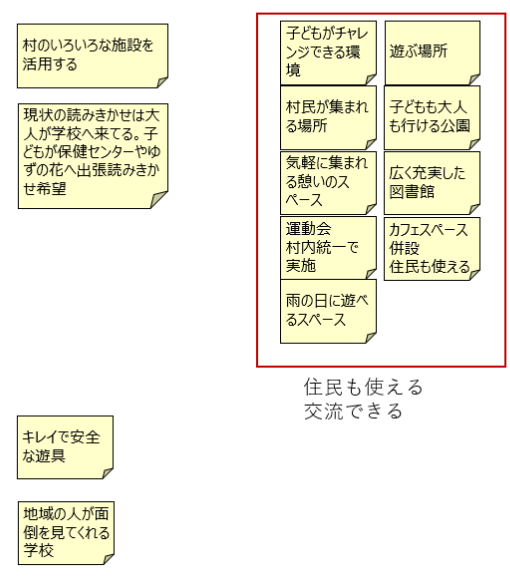 村のいろいろな施設を
活用する
現状の読みきかせは大
人が学校へ来てる。子
どもが保健センターやゆ
ずの花へ出張読みきか
せ希望
キレイで安全
な遊具
地域の人が面
倒を見てくれる
学校
子どもがチャレ
ンジできる環
境
遊ぶ場所
村民が集まれ
る場所
子どもも大人
も行ける公園
気軽に集まれ
る憩いのス
ペース
広く充実した
図書館
運動会
村内統一で
実施
カフェスペース
併設
住民も使える
雨の日に遊べ
るスペース
住民も使える
交流できる